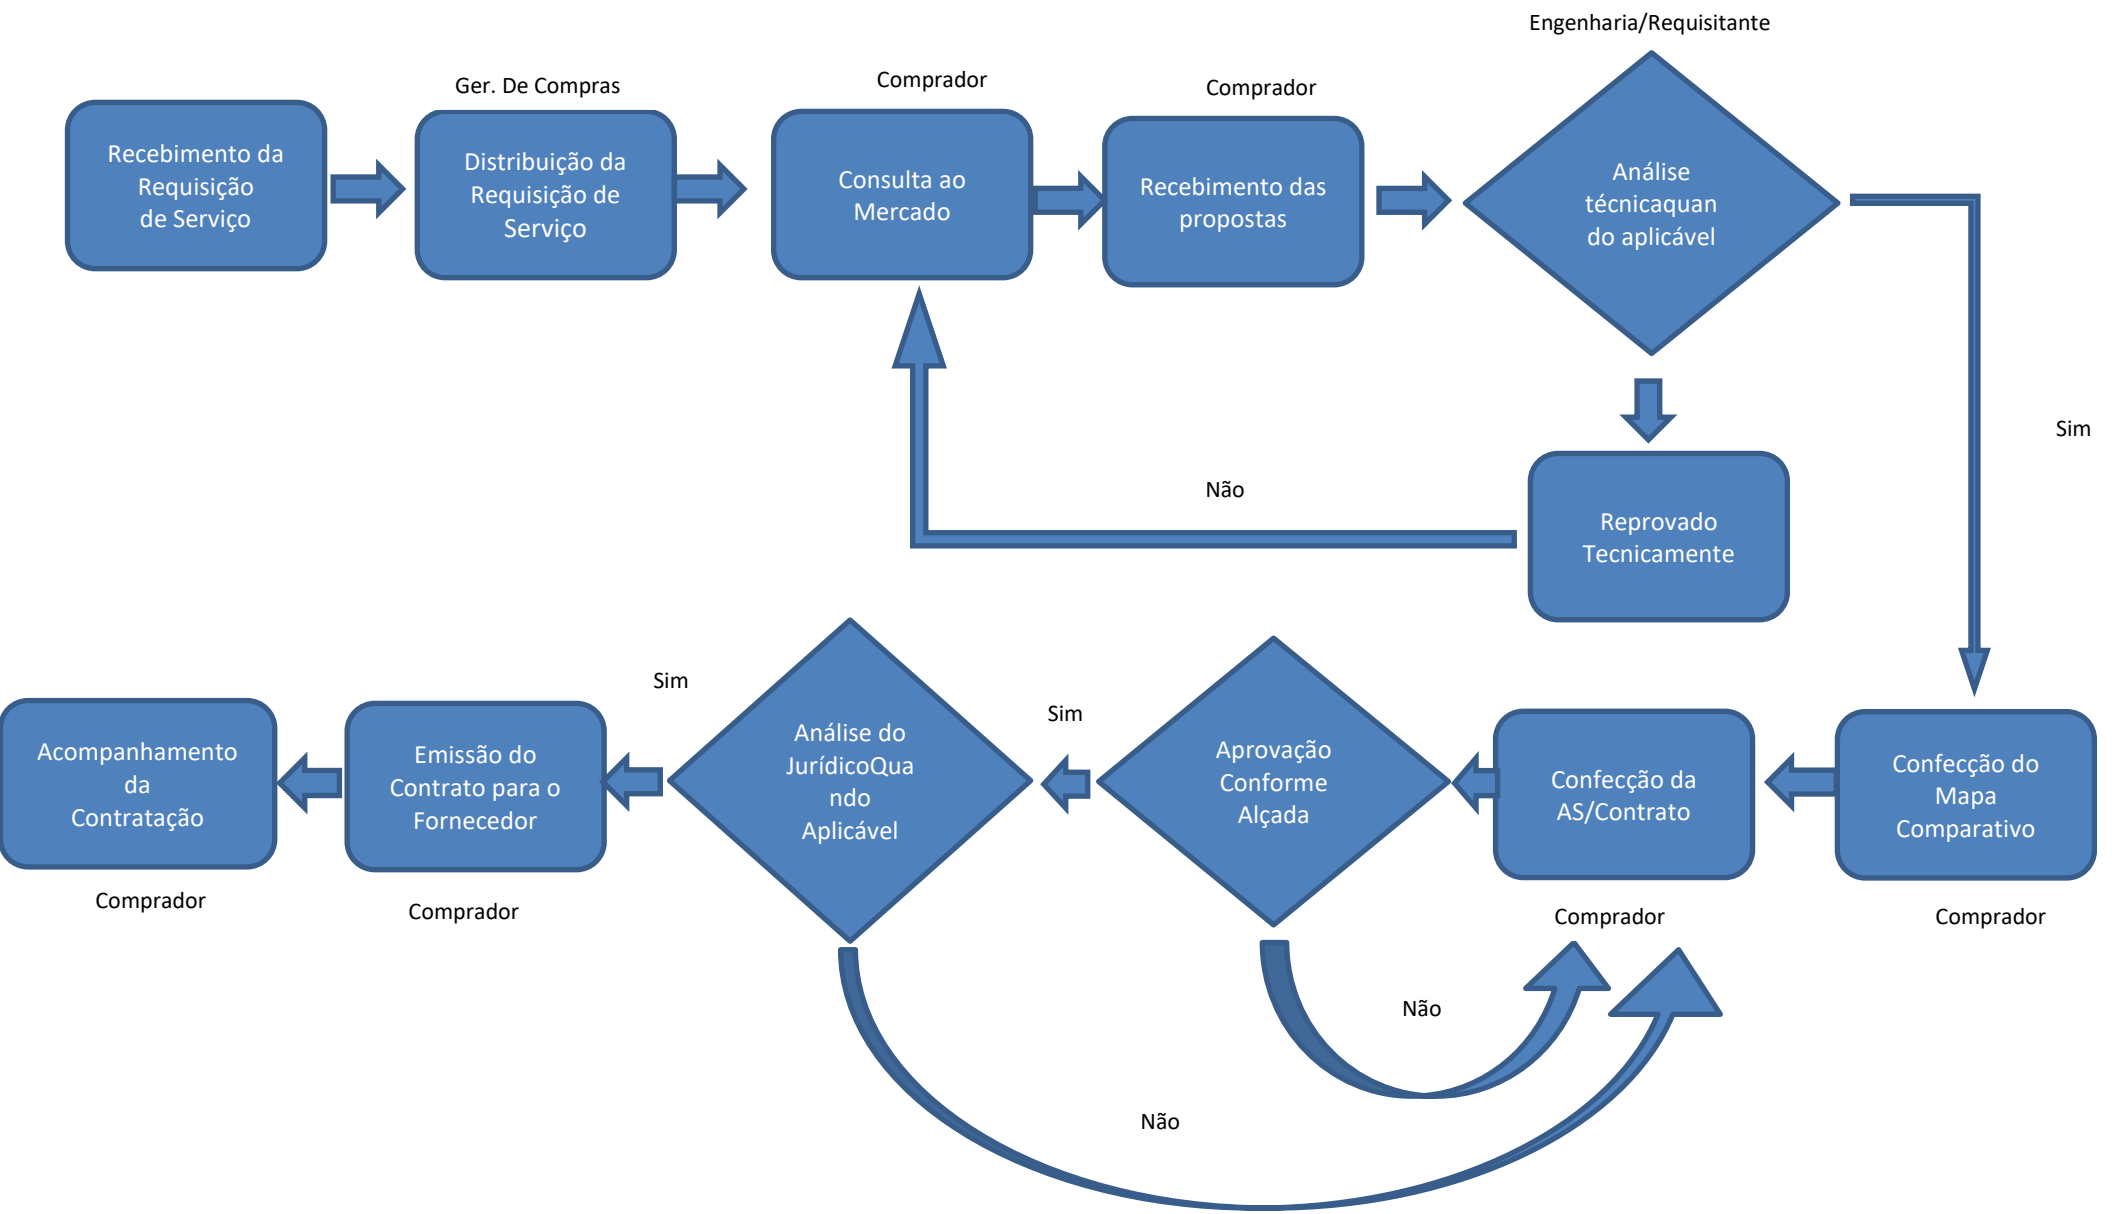 Engenharia/Requisitante
Ger. De Compras
Comprador
Comprador
Recebimento da
Requisição
de Serviço
Distribuição da
Requisição de
Serviço
Consulta ao
Mercado
Recebimento das
propostas
Análise
técnicaquan
do aplicável
Sim
Não
Reprovado
Tecnicamente
Sim
Sim
Acompanhamento
da
Contratação
Emissão do
Contrato para o
Fornecedor
Análise do
JurídicoQua
ndo
Aplicável
Aprovação
Conforme
Alçada
Confecção da
AS/Contrato
Confecção do
Mapa
Comparativo
Comprador
Comprador
Comprador
Comprador
Não
Não